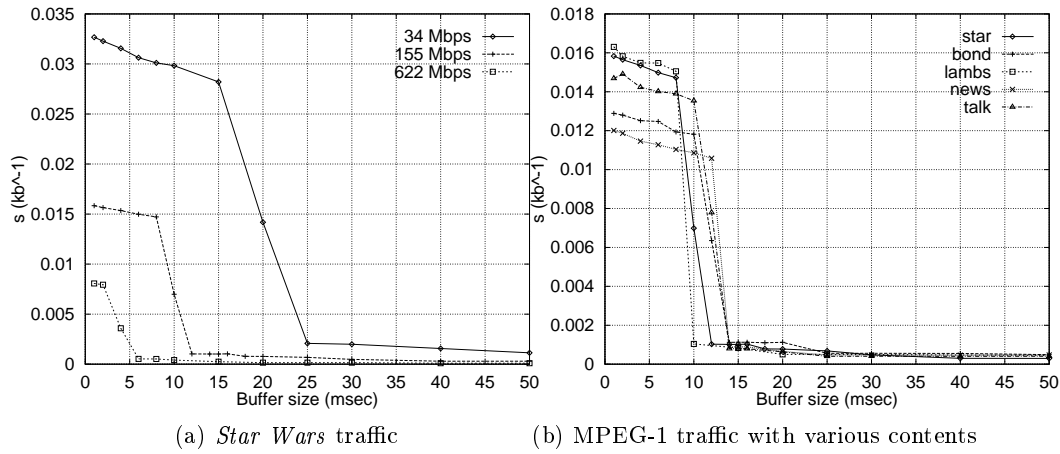 0.035
0.03
0.025
0.02
0.015
0.01
0.005
0
s (kb^-1)
0 5 10 15 20 25 30 35 40 45 50
Buffer size (msec)
34 Mbps
155 Mbps
622 Mbps
(a) Star Wars traffic
0.018
0.016
0.014
0.012
0.01
0.008
0.006
0.004
0.002
0
s (kb^-1)
0 5 10 15 20 25 30 35 40 45 50
Buffer size (msec)
star
bond
lambs
news
talk
(b) MPEG-1 traffic with various contents